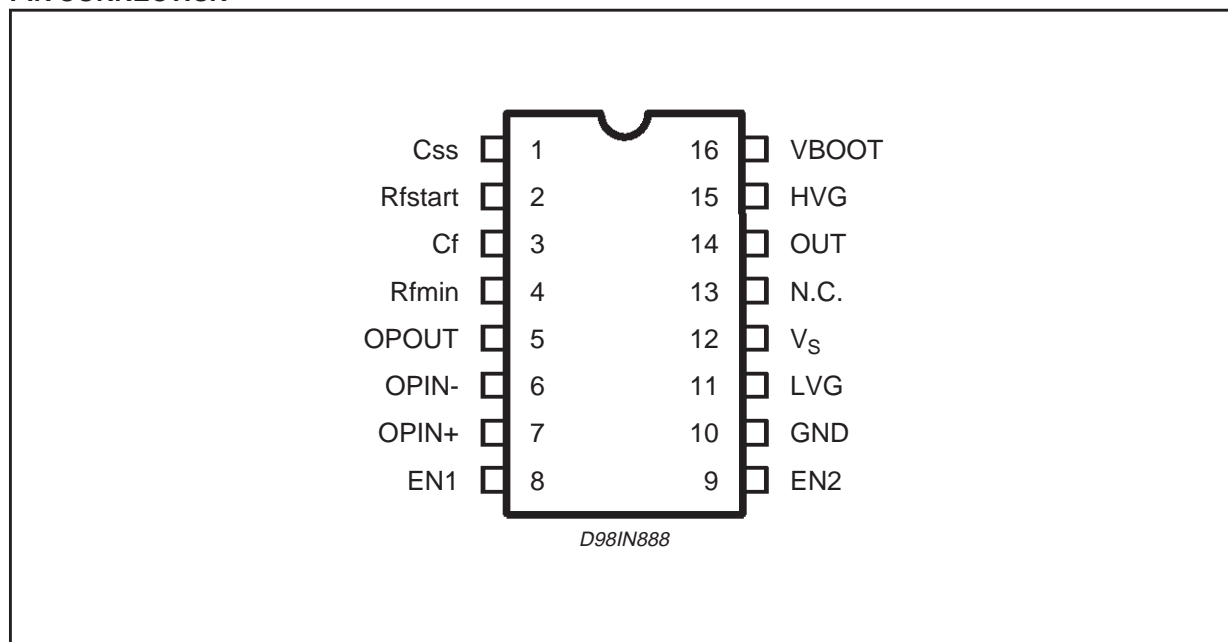 Css 1 16 VBOOT
Rfstart 2 15 HVG
Cf 3 14 OUT
Rfmin 4 13 N.C.
OPOUT 5 12 VS
OPIN- 6 11 LVG
OPIN+ 7 10 GND
EN1 8 9 EN2
D98IN888